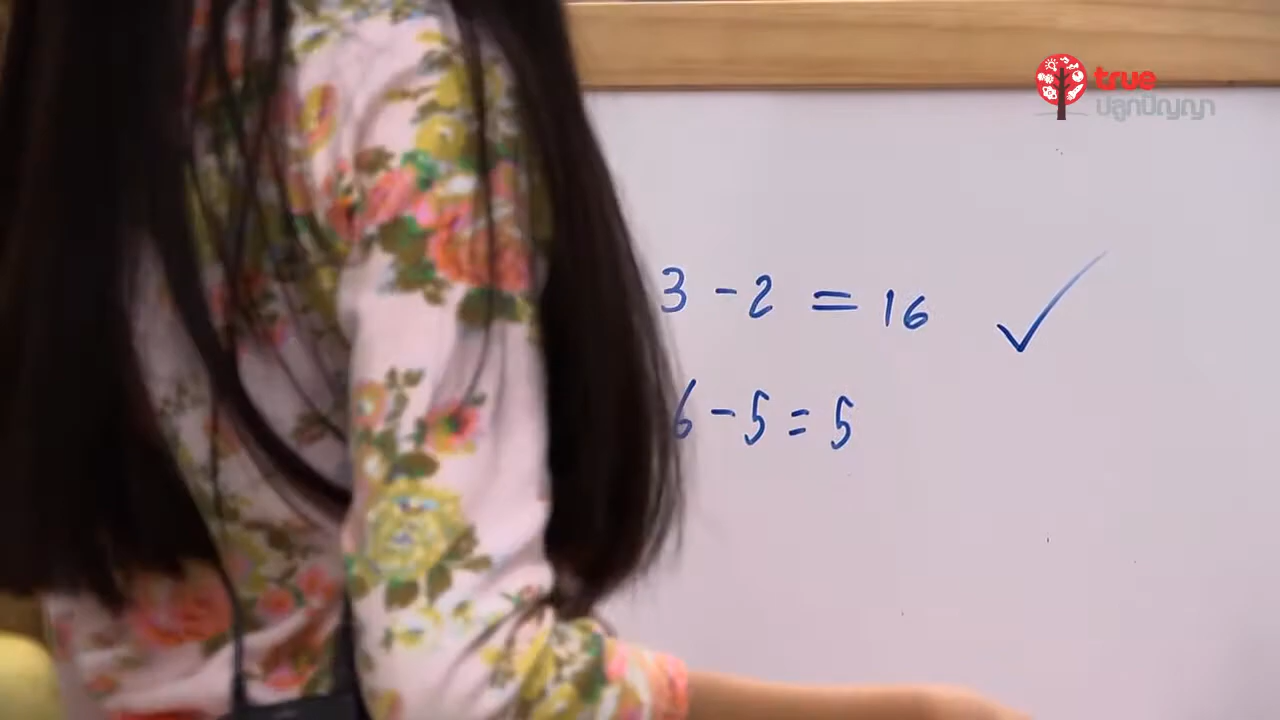 true
ปลูกปัญญา
3 - 2 = 16 ✓
6 - 5 = 5